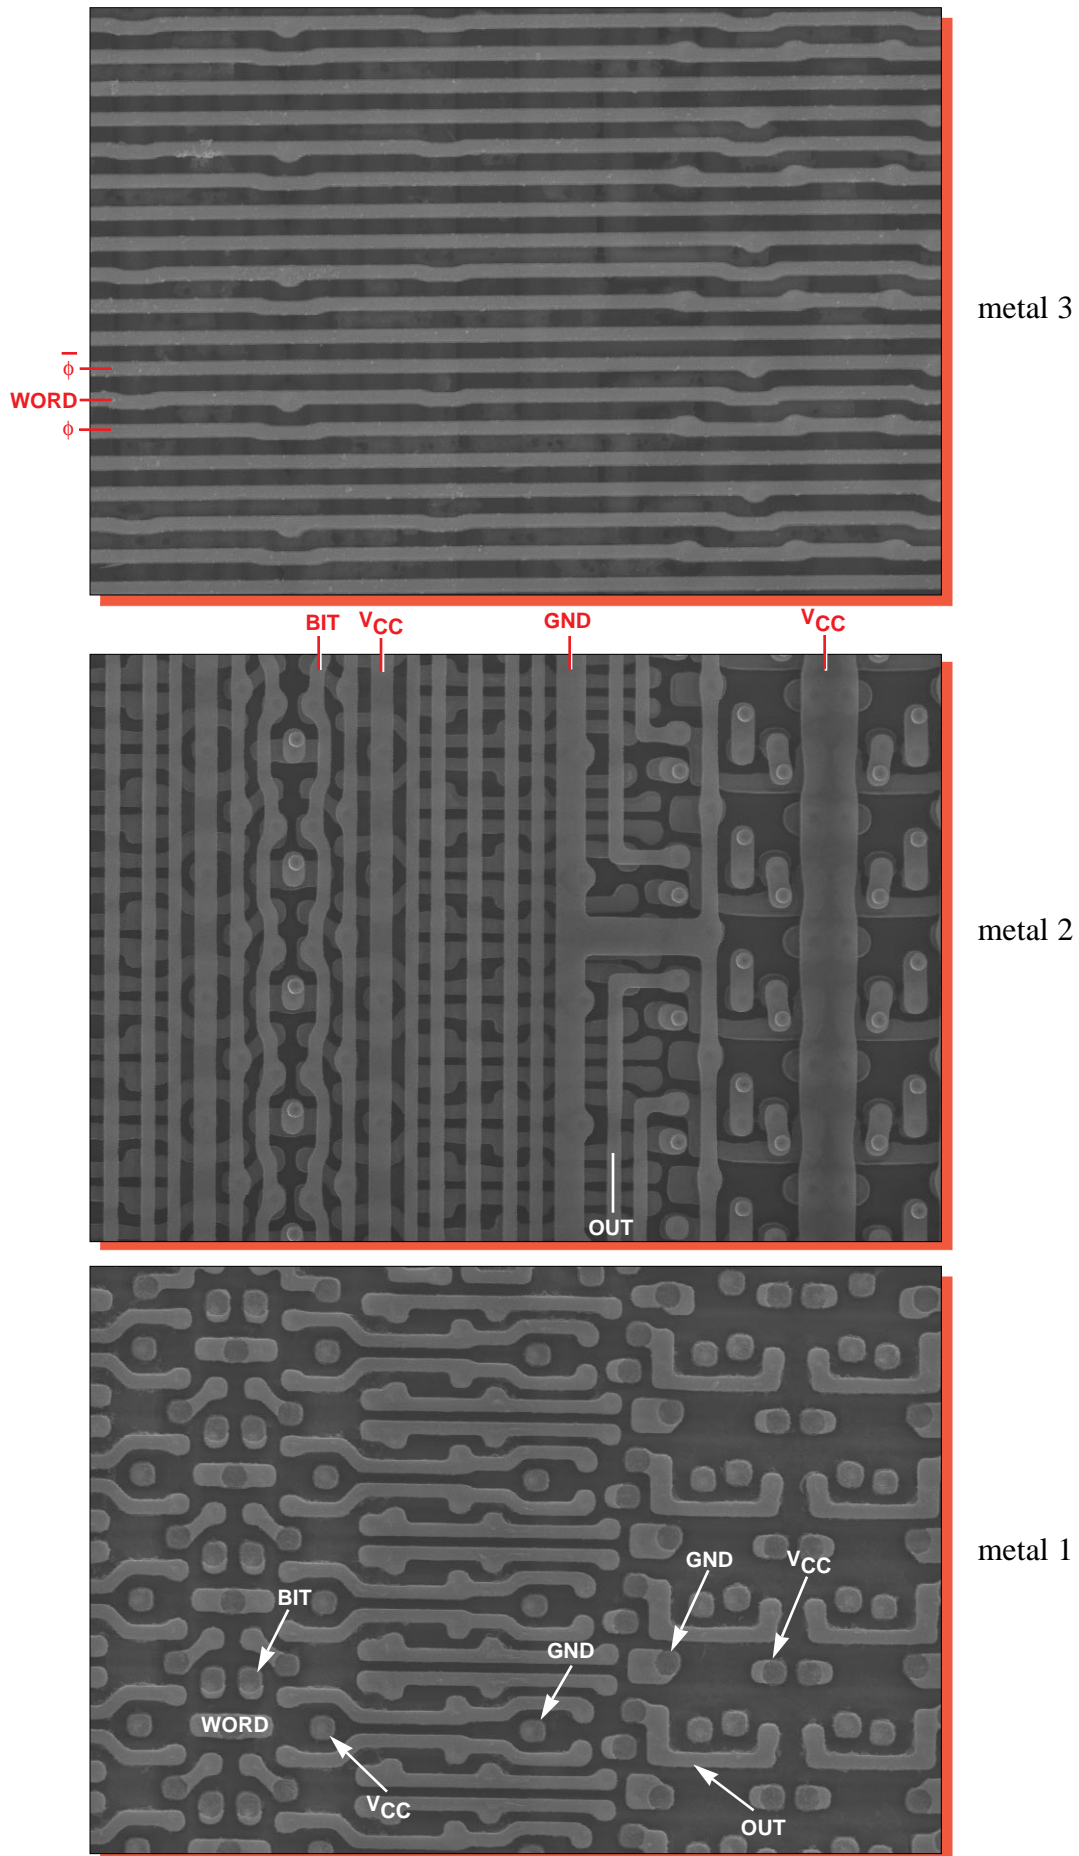 metal 3
ϕ̅
WORD
ϕ
BIT VCC GND VCC
metal 2
OUT
metal 1
GND VCC
BIT
GND
WORD
VCC
OUT